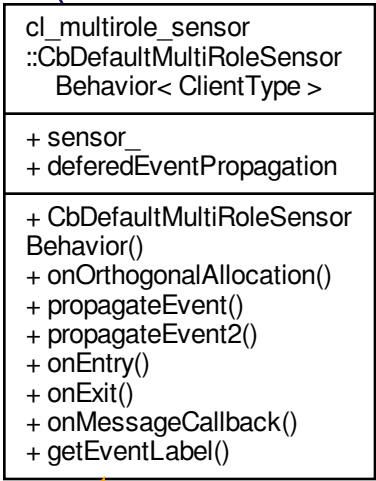 cl_multirole_sensor
::CbDefaultMultiRoleSensor
Behavior< ClientType >
+ sensor_
+ deferedEventPropagation
+ CbDefaultMultiRoleSensor
Behavior()
+ onOrthogonalAllocation()
+ propagateEvent()
+ propagateEvent2()
+ onEntry()
+ onExit()
+ onMessageCallback()
+ getEventLabel()